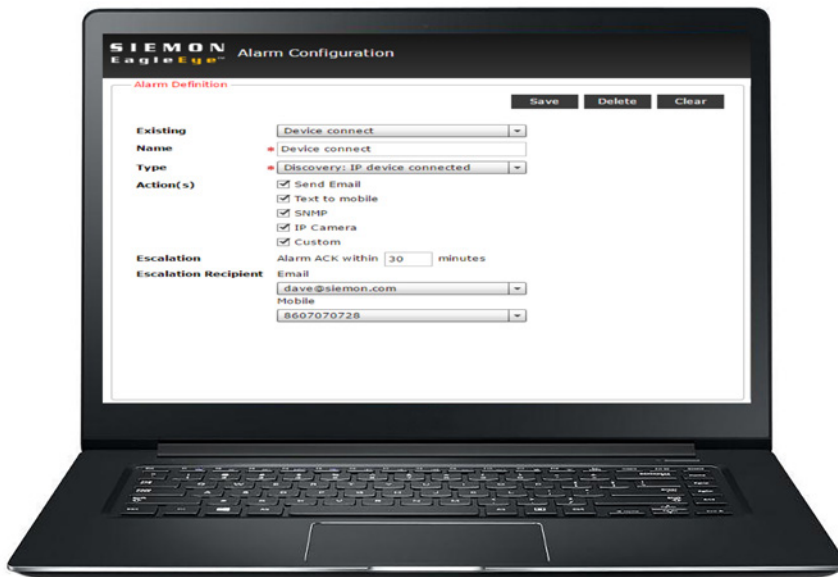 SIEMON Alarm Configuration
EagleEye™
Alarm Definition
Save Delete Clear
Existing Device connect
Name * Device connect
Type * Discovery: IP device connected
Action(s) Send Email
Text to mobile
SNMP
IP Camera
Custom
Escalation Alarm ACK within 30 minutes
Escalation Recipient Email
dave@siemon.com
Mobile
8607070728